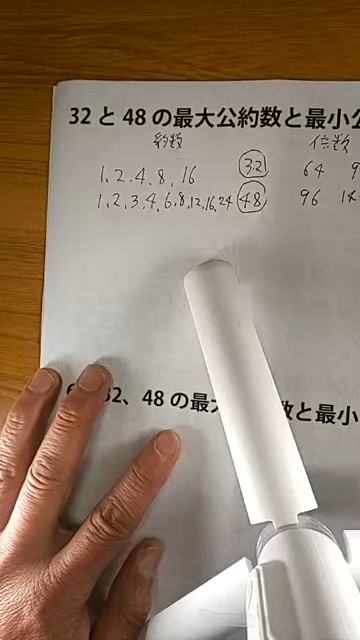 32 と 48 の最大公約数と最小公
約数 倍数
1.2.4.8, 16 32 64 9
1,2,3,4,6,8,12,16,24 48 96 14
32、48 の最 数と最小